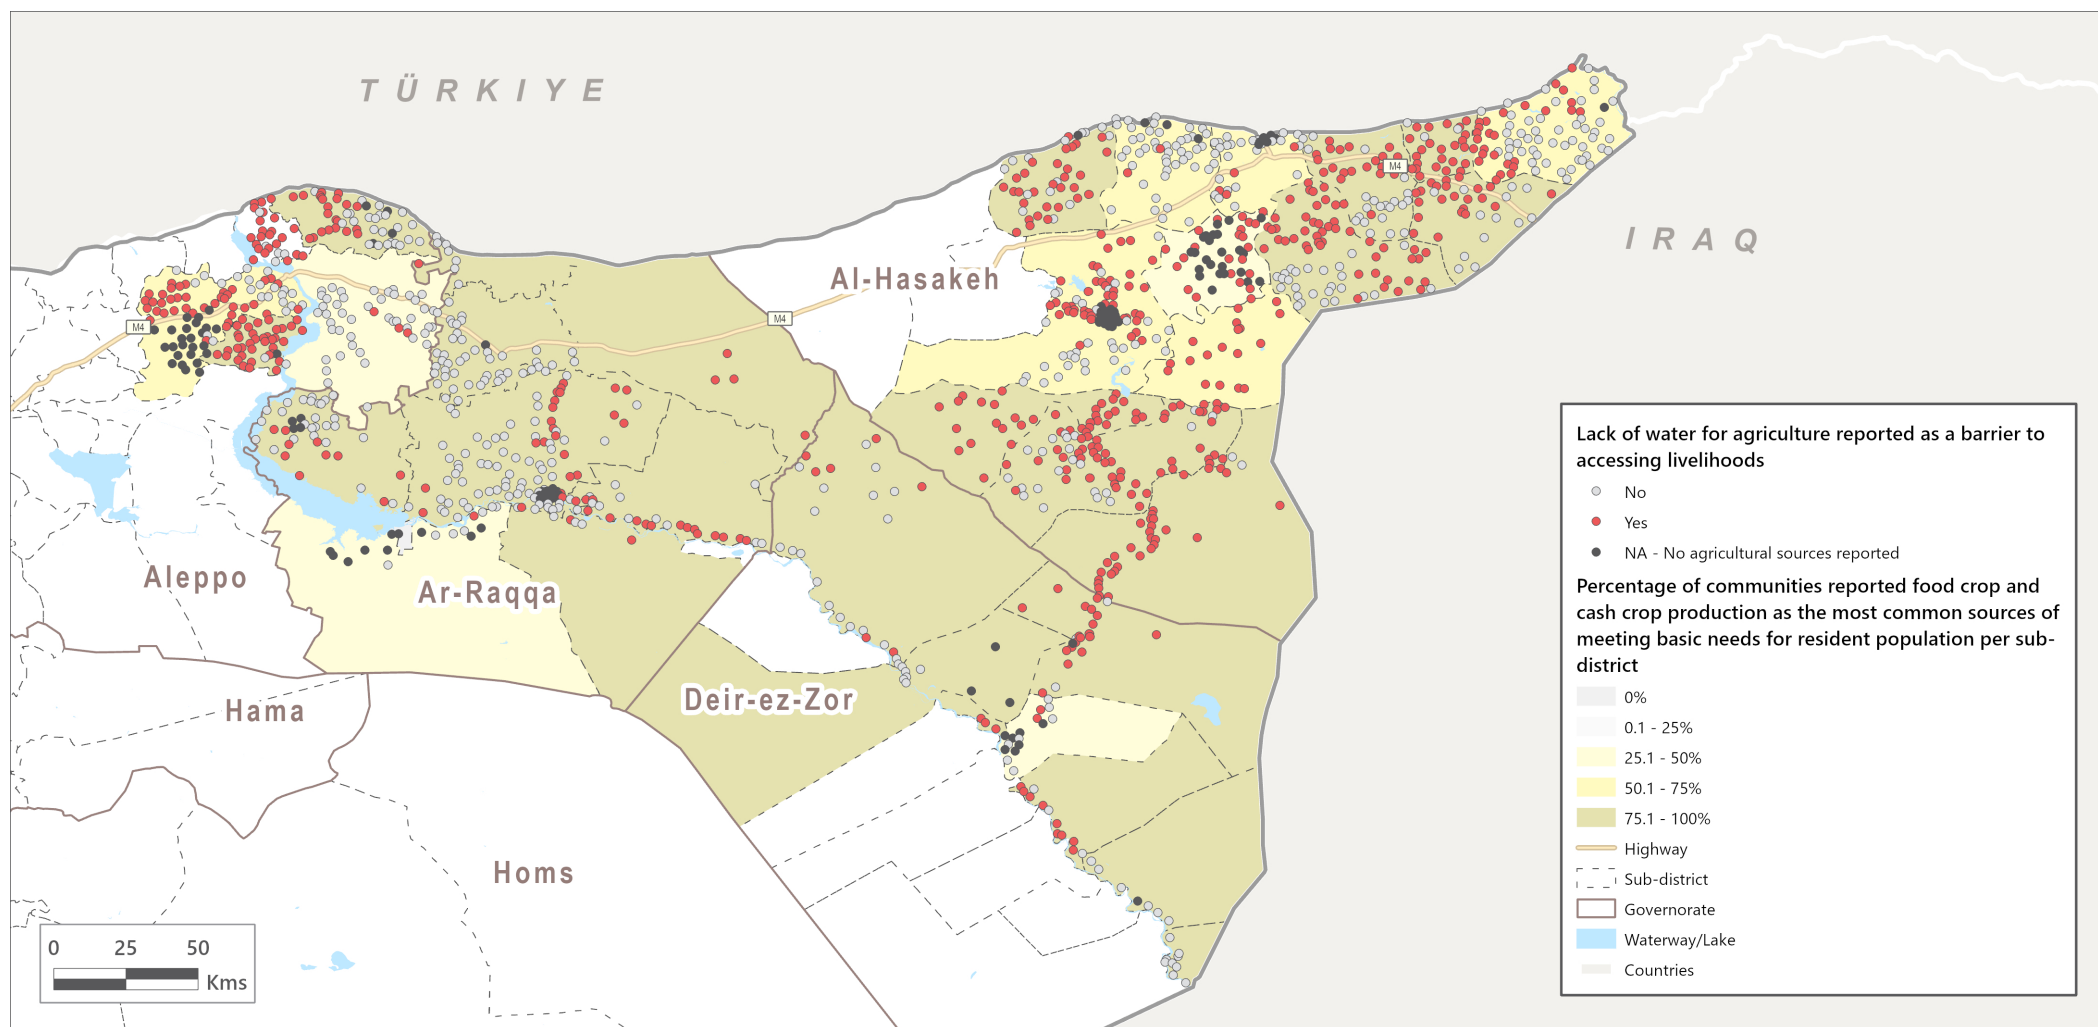 TÜRKIYE
IRAQ
M4
Al-Hasakeh
M4
M4
Aleppo
Ar-Raqqa
Deir-ez-Zor
Hama
Homs
0 25 50
Kms
Lack of water for agriculture reported as a barrier to
accessing livelihoods
No
Yes
NA - No agricultural sources reported
Percentage of communities reported food crop and
cash crop production as the most common sources of
meeting basic needs for resident population per sub-
district
0%
0.1 - 25%
25.1 - 50%
50.1 - 75%
75.1 - 100%
Highway
Sub-district
Governorate
Waterway/Lake
Countries